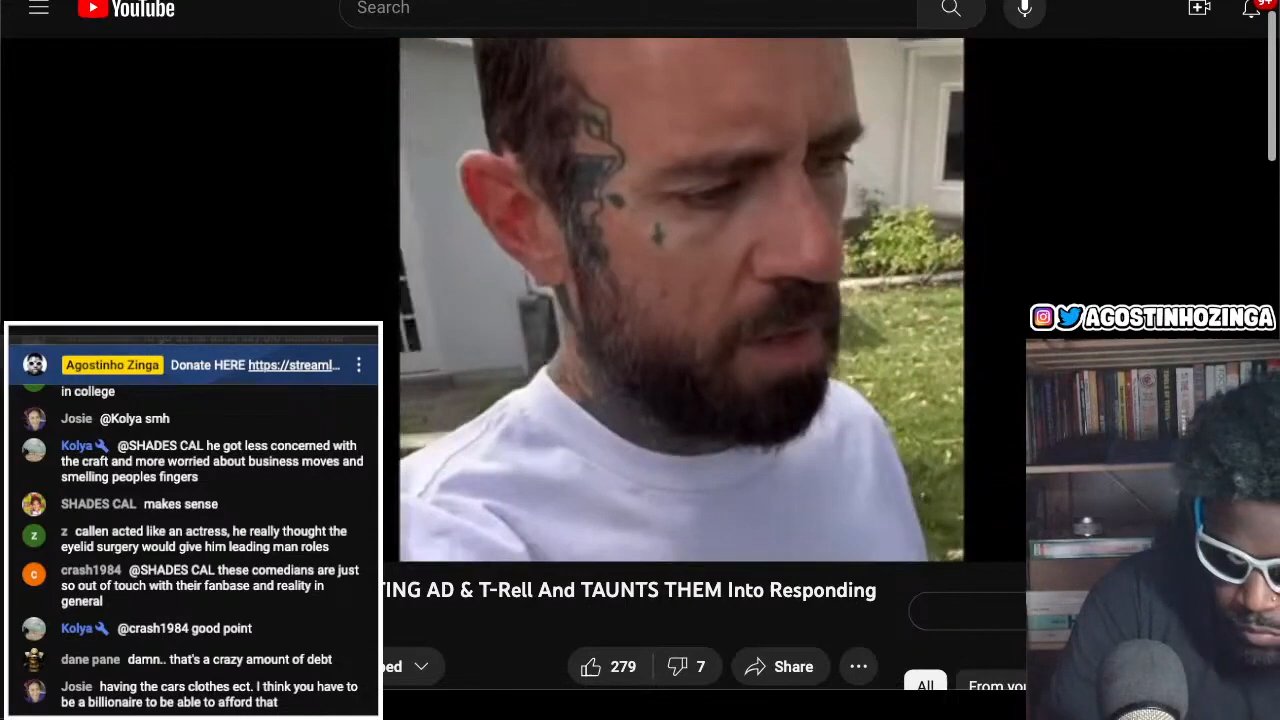 YouTube
Search
9+
AGOSTINHOZINGA
Agostinho Zinga Donate HERE https://streaml...
in college
Josie @Kolya smh
Kolya @SHADES CAL he got less concerned with
the craft and more worried about business moves and
smelling peoples fingers
SHADES CAL makes sense
z callen acted like an actress, he really thought the
eyelid surgery would give him leading man roles
crash1984 @SHADES CAL these comedians are just
so out of touch with their fanbase and reality in
general
Kolya @crash1984 good point
dane pane damn.. that's a crazy amount of debt
Josie having the cars clothes ect. I think you have to
be a billionaire to be able to afford that
TING AD & T-Rell And TAUNTS THEM Into Responding
bed
279
7
Share
All
From you